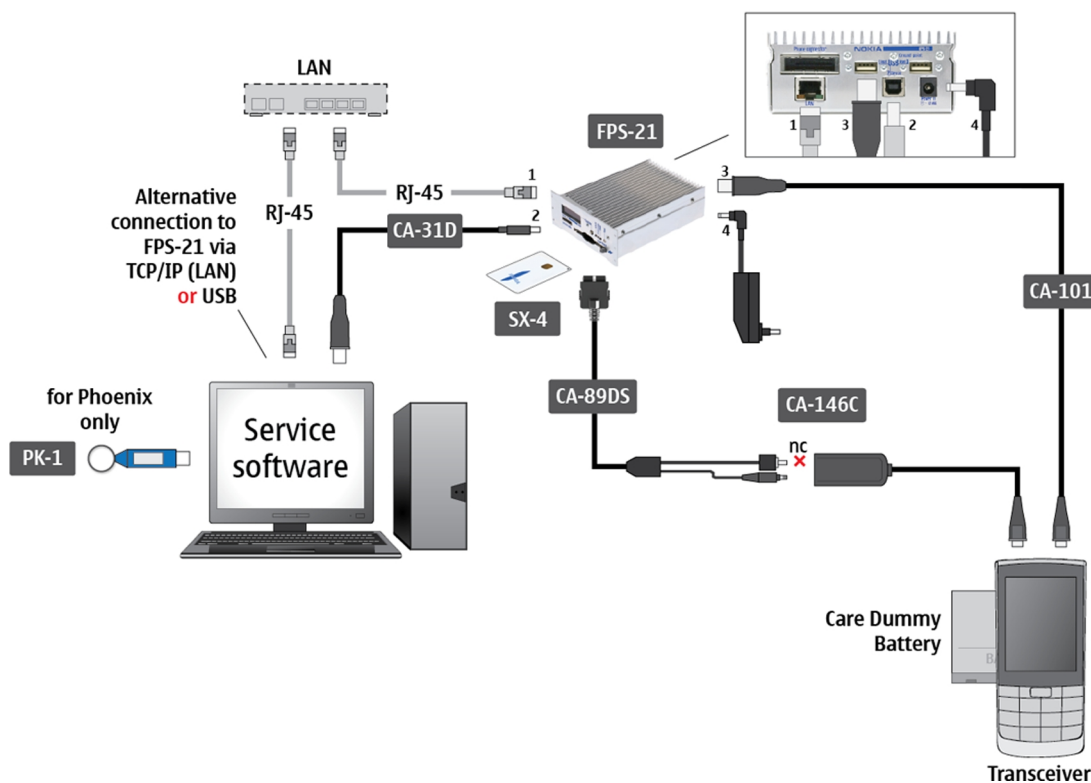 LAN
FPS-21
NOKIA
LAN
1
3
2
4
Alternative
connection to
FPS-21 via
TCP/IP (LAN)
or USB
RJ-45
RJ-45
1
CA-31D
2
3
4
SX-4
CA-101
CA-89DS
CA-146C
nc
for Phoenix
only
PK-1
Service
software
Care Dummy
Battery
BA
Transceiver